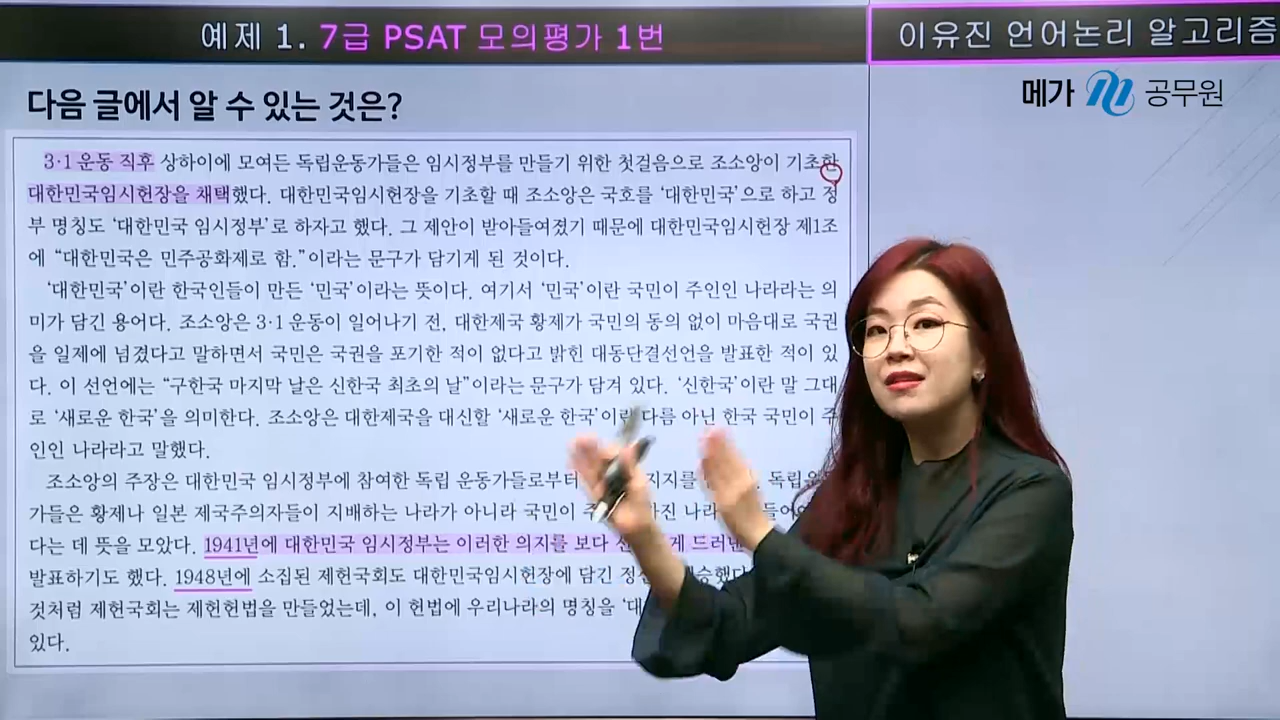 예제 1. 7급 PSAT 모의평가 1번
이유진 언어논리 알고리즘
메가 공무원
다음 글에서 알 수 있는 것은?
3·1 운동 직후 상하이에 모여든 독립운동가들은 임시정부를 만들기 위한 첫걸음으로 조소앙이 기초한
대한민국임시헌장을 채택했다. 대한민국임시헌장을 기초할 때 조소앙은 국호를 ‘대한민국’으로 하고 정
부 명칭도 ‘대한민국 임시정부’로 하자고 했다. 그 제안이 받아들여졌기 때문에 대한민국임시헌장 제1조
에 “대한민국은 민주공화제로 함.”이라는 문구가 담기게 된 것이다.
‘대한민국’이란 한국인들이 만든 ‘민국’이라는 뜻이다. 여기서 ‘민국’이란 국민이 주인인 나라라는 의
미가 담긴 용어다. 조소앙은 3·1 운동이 일어나기 전, 대한제국 황제가 국민의 동의 없이 마음대로 국권
을 일제에 넘겼다고 말하면서 국민은 국권을 포기한 적이 없다고 밝힌 대동단결선언을 발표한 적이 있
다. 이 선언에는 “구한국 마지막 날은 신한국 최초의 날”이라는 문구가 담겨 있다. ‘신한국’이란 말 그대
로 ‘새로운 한국’을 의미한다. 조소앙은 대한제국을 대신할 ‘새로운 한국’이란 다름 아닌 한국 국민이 주
인인 나라라고 말했다.
조소앙의 주장은 대한민국 임시정부에 참여한 독립 운동가들로부터 지지를 독립운동
가들은 황제나 일본 제국주의자들이 지배하는 나라가 아니라 국민이 가진 나라
다는 데 뜻을 모았다. 1941년에 대한민국 임시정부는 이러한 의지를 보다 드러낸
발표하기도 했다. 1948년에 소집된 제헌국회도 대한민국임시헌장에 담긴
것처럼 제헌국회는 제헌헌법을 만들었는데, 이 헌법에 우리나라의 명칭을
있다.